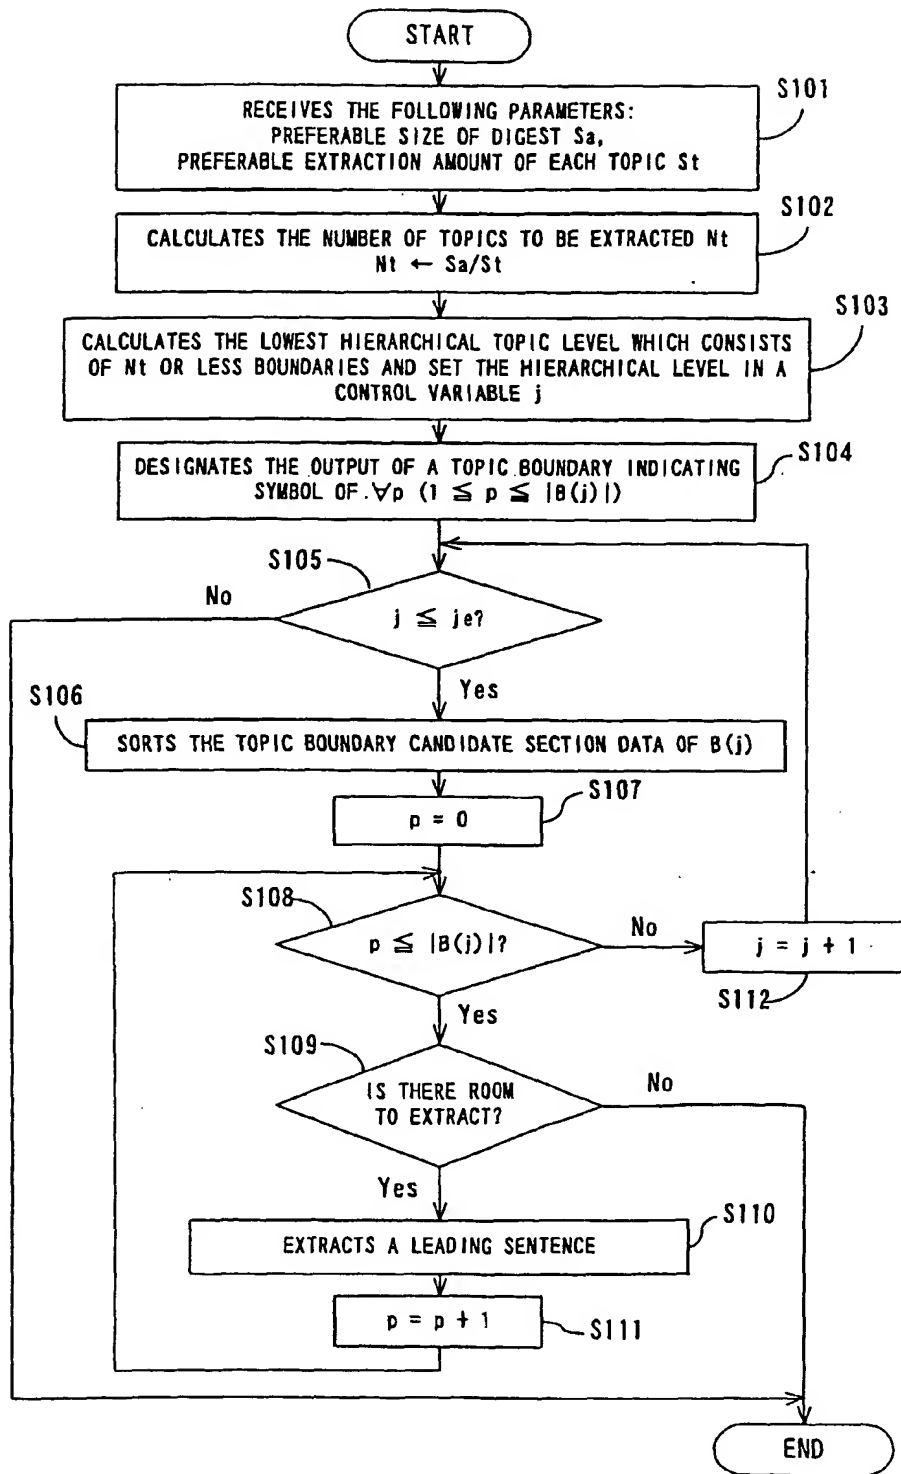 START
S101
RECEIVES THE FOLLOWING PARAMETERS:
PREFERABLE SIZE OF DIGEST Sa,
PREFERABLE EXTRACTION AMOUNT OF EACH TOPIC St
S102
CALCULATES THE NUMBER OF TOPICS TO BE EXTRACTED Nt
Nt ← Sa/St
S103
CALCULATES THE LOWEST HIERARCHICAL TOPIC LEVEL WHICH CONSISTS
OF Nt OR LESS BOUNDARIES AND SET THE HIERARCHICAL LEVEL IN A
CONTROL VARIABLE j
S104
DESIGNATES THE OUTPUT OF A TOPIC BOUNDARY INDICATING
SYMBOL OF ∀p (1 ≦ p ≦ |B(j)|)
S105
No
j ≦ je?
Yes
S106
SORTS THE TOPIC BOUNDARY CANDIDATE SECTION DATA OF B(j)
S107
p = 0
S108
p ≦ |B(j)|?
No
j = j + 1
S112
Yes
S109
IS THERE ROOM
TO EXTRACT?
No
Yes
S110
EXTRACTS A LEADING SENTENCE
p = p + 1
S111
END